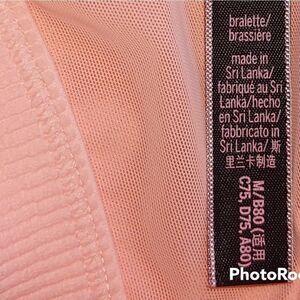 bralette/
brassière
made in
Sri Lanka/
fabriqué au Sri
Lanka/hecho
en Sri Lanka/
fabbricato in
Sri Lanka/ 斯
里兰卡制造
M/B80 (适用
C75, D75, A80)
PhotoRoo